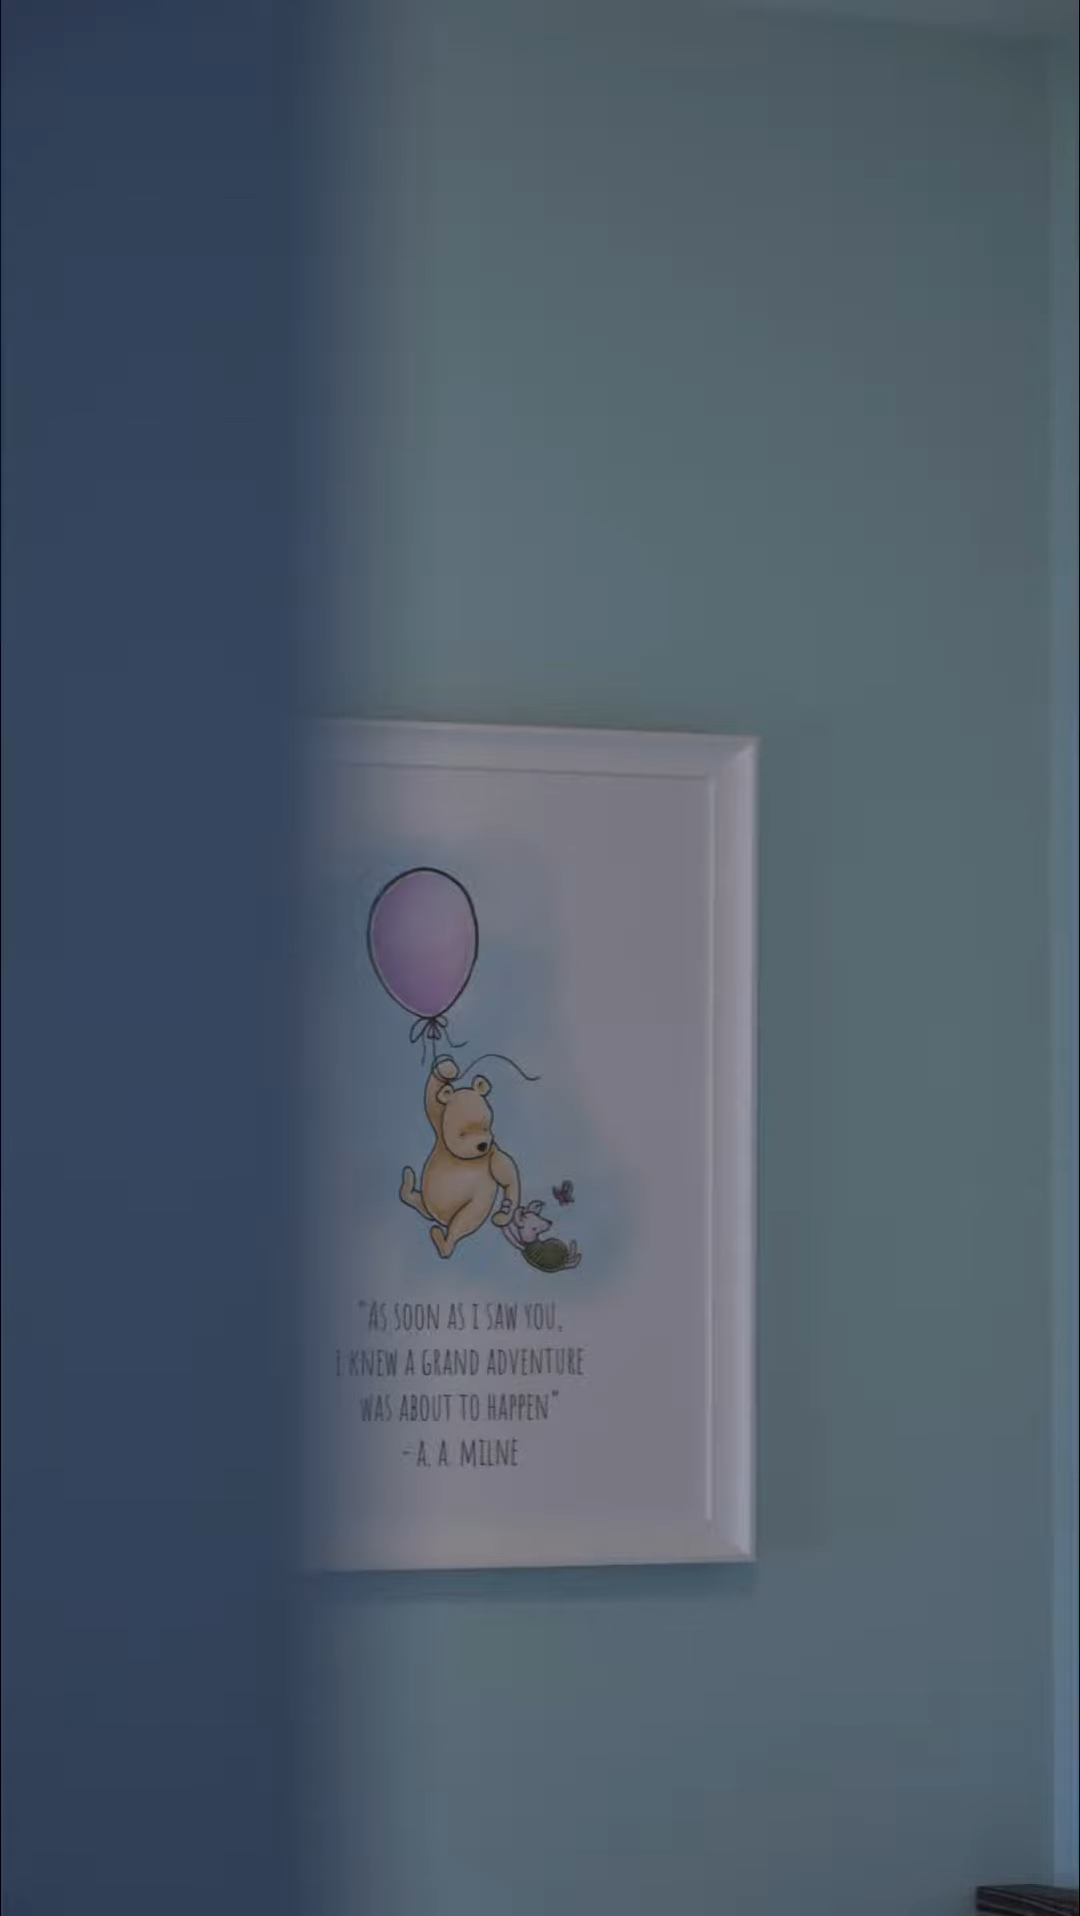 "AS SOON AS I SAW YOU,
I KNEW A GRAND ADVENTURE
WAS ABOUT TO HAPPEN"
- A. A. MILNE